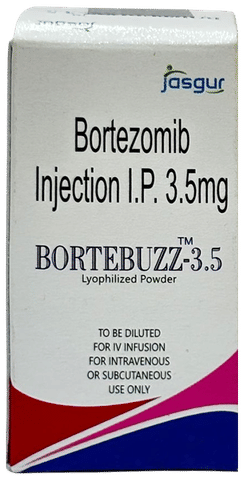 jasgur
Bortezomib
Injection I.P. 3.5mg
BORTEBUZZ™-3.5
Lyophilized Powder
TO BE DILUTED
FOR IV INFUSION
FOR INTRAVENOUS
OR SUBCUTANEOUS
USE ONLY